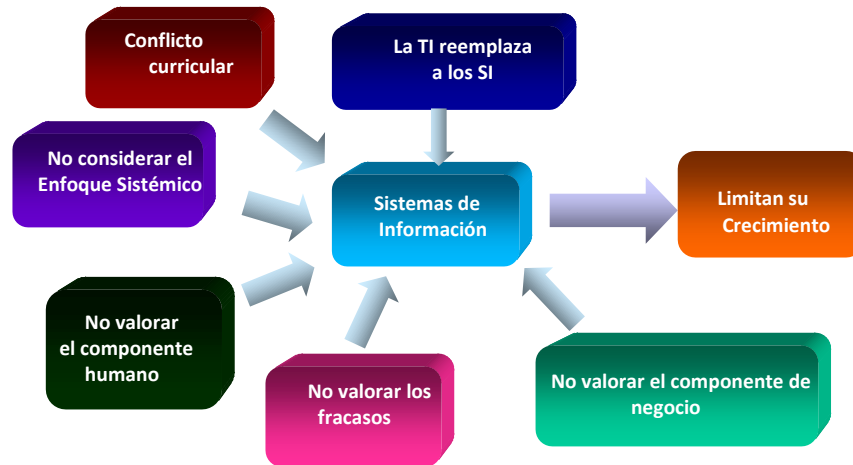 Conflicto
curricular
La TI reemplaza
a los SI
No considerar el
Enfoque Sistémico
Sistemas de
Información
Limitan su
Crecimiento
No valorar
el componente
humano
No valorar los
fracasos
No valorar el componente de
negocio